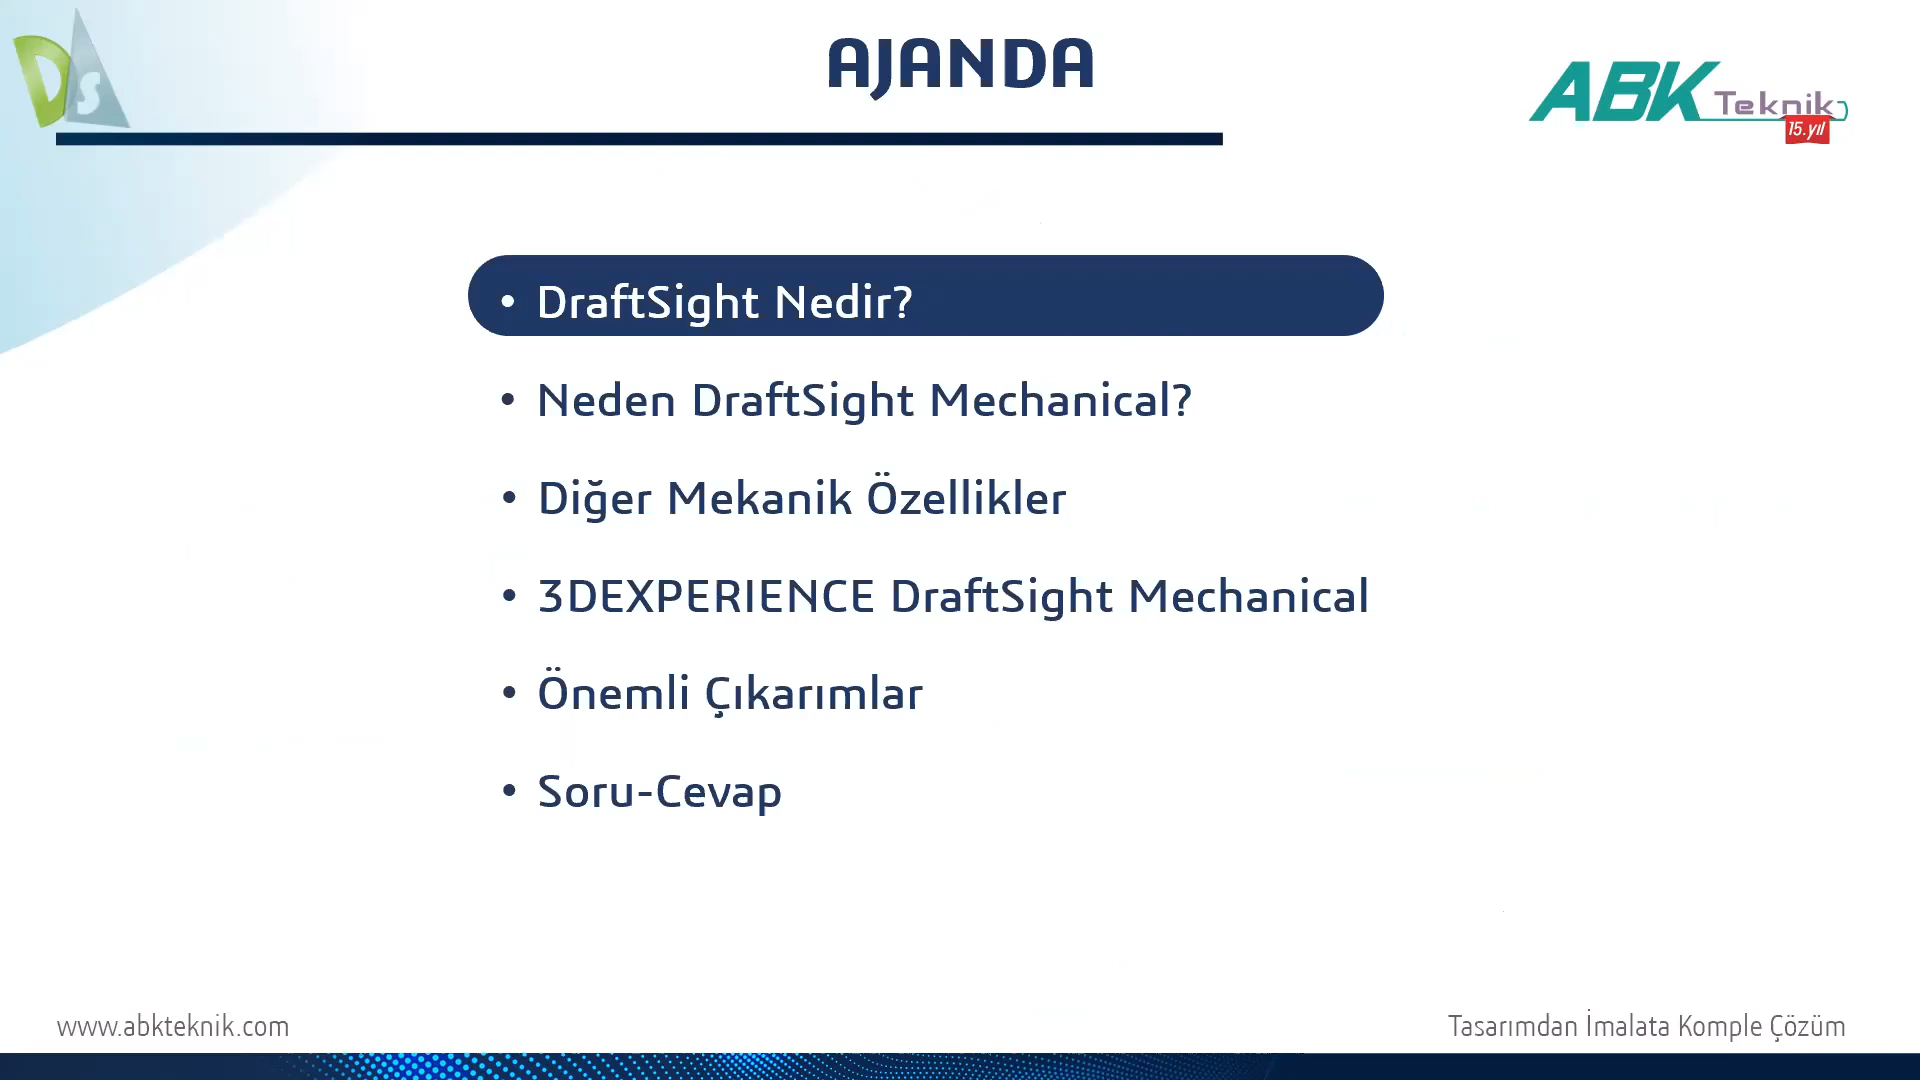 DS
AJANDA
ABK Teknik
15.yıl
• DraftSight Nedir?
• Neden DraftSight Mechanical?
• Diğer Mekanik Özellikler
• 3DEXPERIENCE DraftSight Mechanical
• Önemli Çıkarımlar
• Soru-Cevap
www.abkteknik.com
Tasarımdan İmalata Komple Çözüm